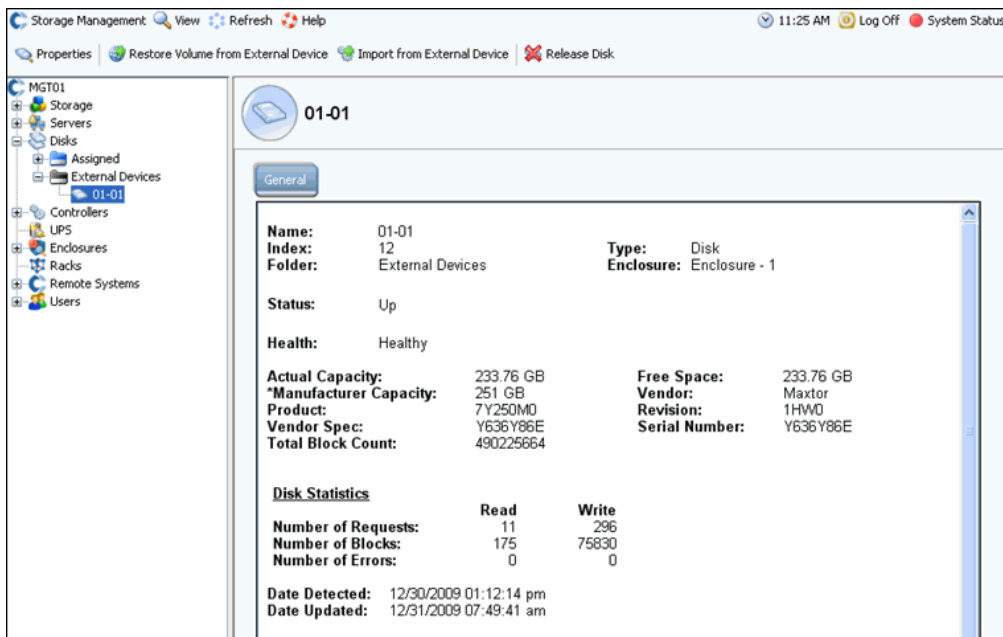 Storage Management View Refresh Help 11:25 AM Log Off System Status
Properties Restore Volume from External Device Import from External Device Release Disk
MGT01
Storage
Servers
Disks
Assigned
External Devices
01-01
Controllers
UPS
Enclosures
Racks
Remote Systems
Users
01-01
General
Name: 01-01
Index: 12 Type: Disk
Folder: External Devices Enclosure: Enclosure - 1
Status: Up
Health: Healthy
Actual Capacity: 233.76 GB Free Space: 233.76 GB
*Manufacturer Capacity: 251 GB Vendor: Maxtor
Product: 7Y250M0 Revision: 1HW0
Vendor Spec: Y636Y86E Serial Number: Y636Y86E
Total Block Count: 490225664
Disk Statistics
Read Write
Number of Requests: 11 296
Number of Blocks: 175 75830
Number of Errors: 0 0
Date Detected: 12/30/2009 01:12:14 pm
Date Updated: 12/31/2009 07:49:41 am